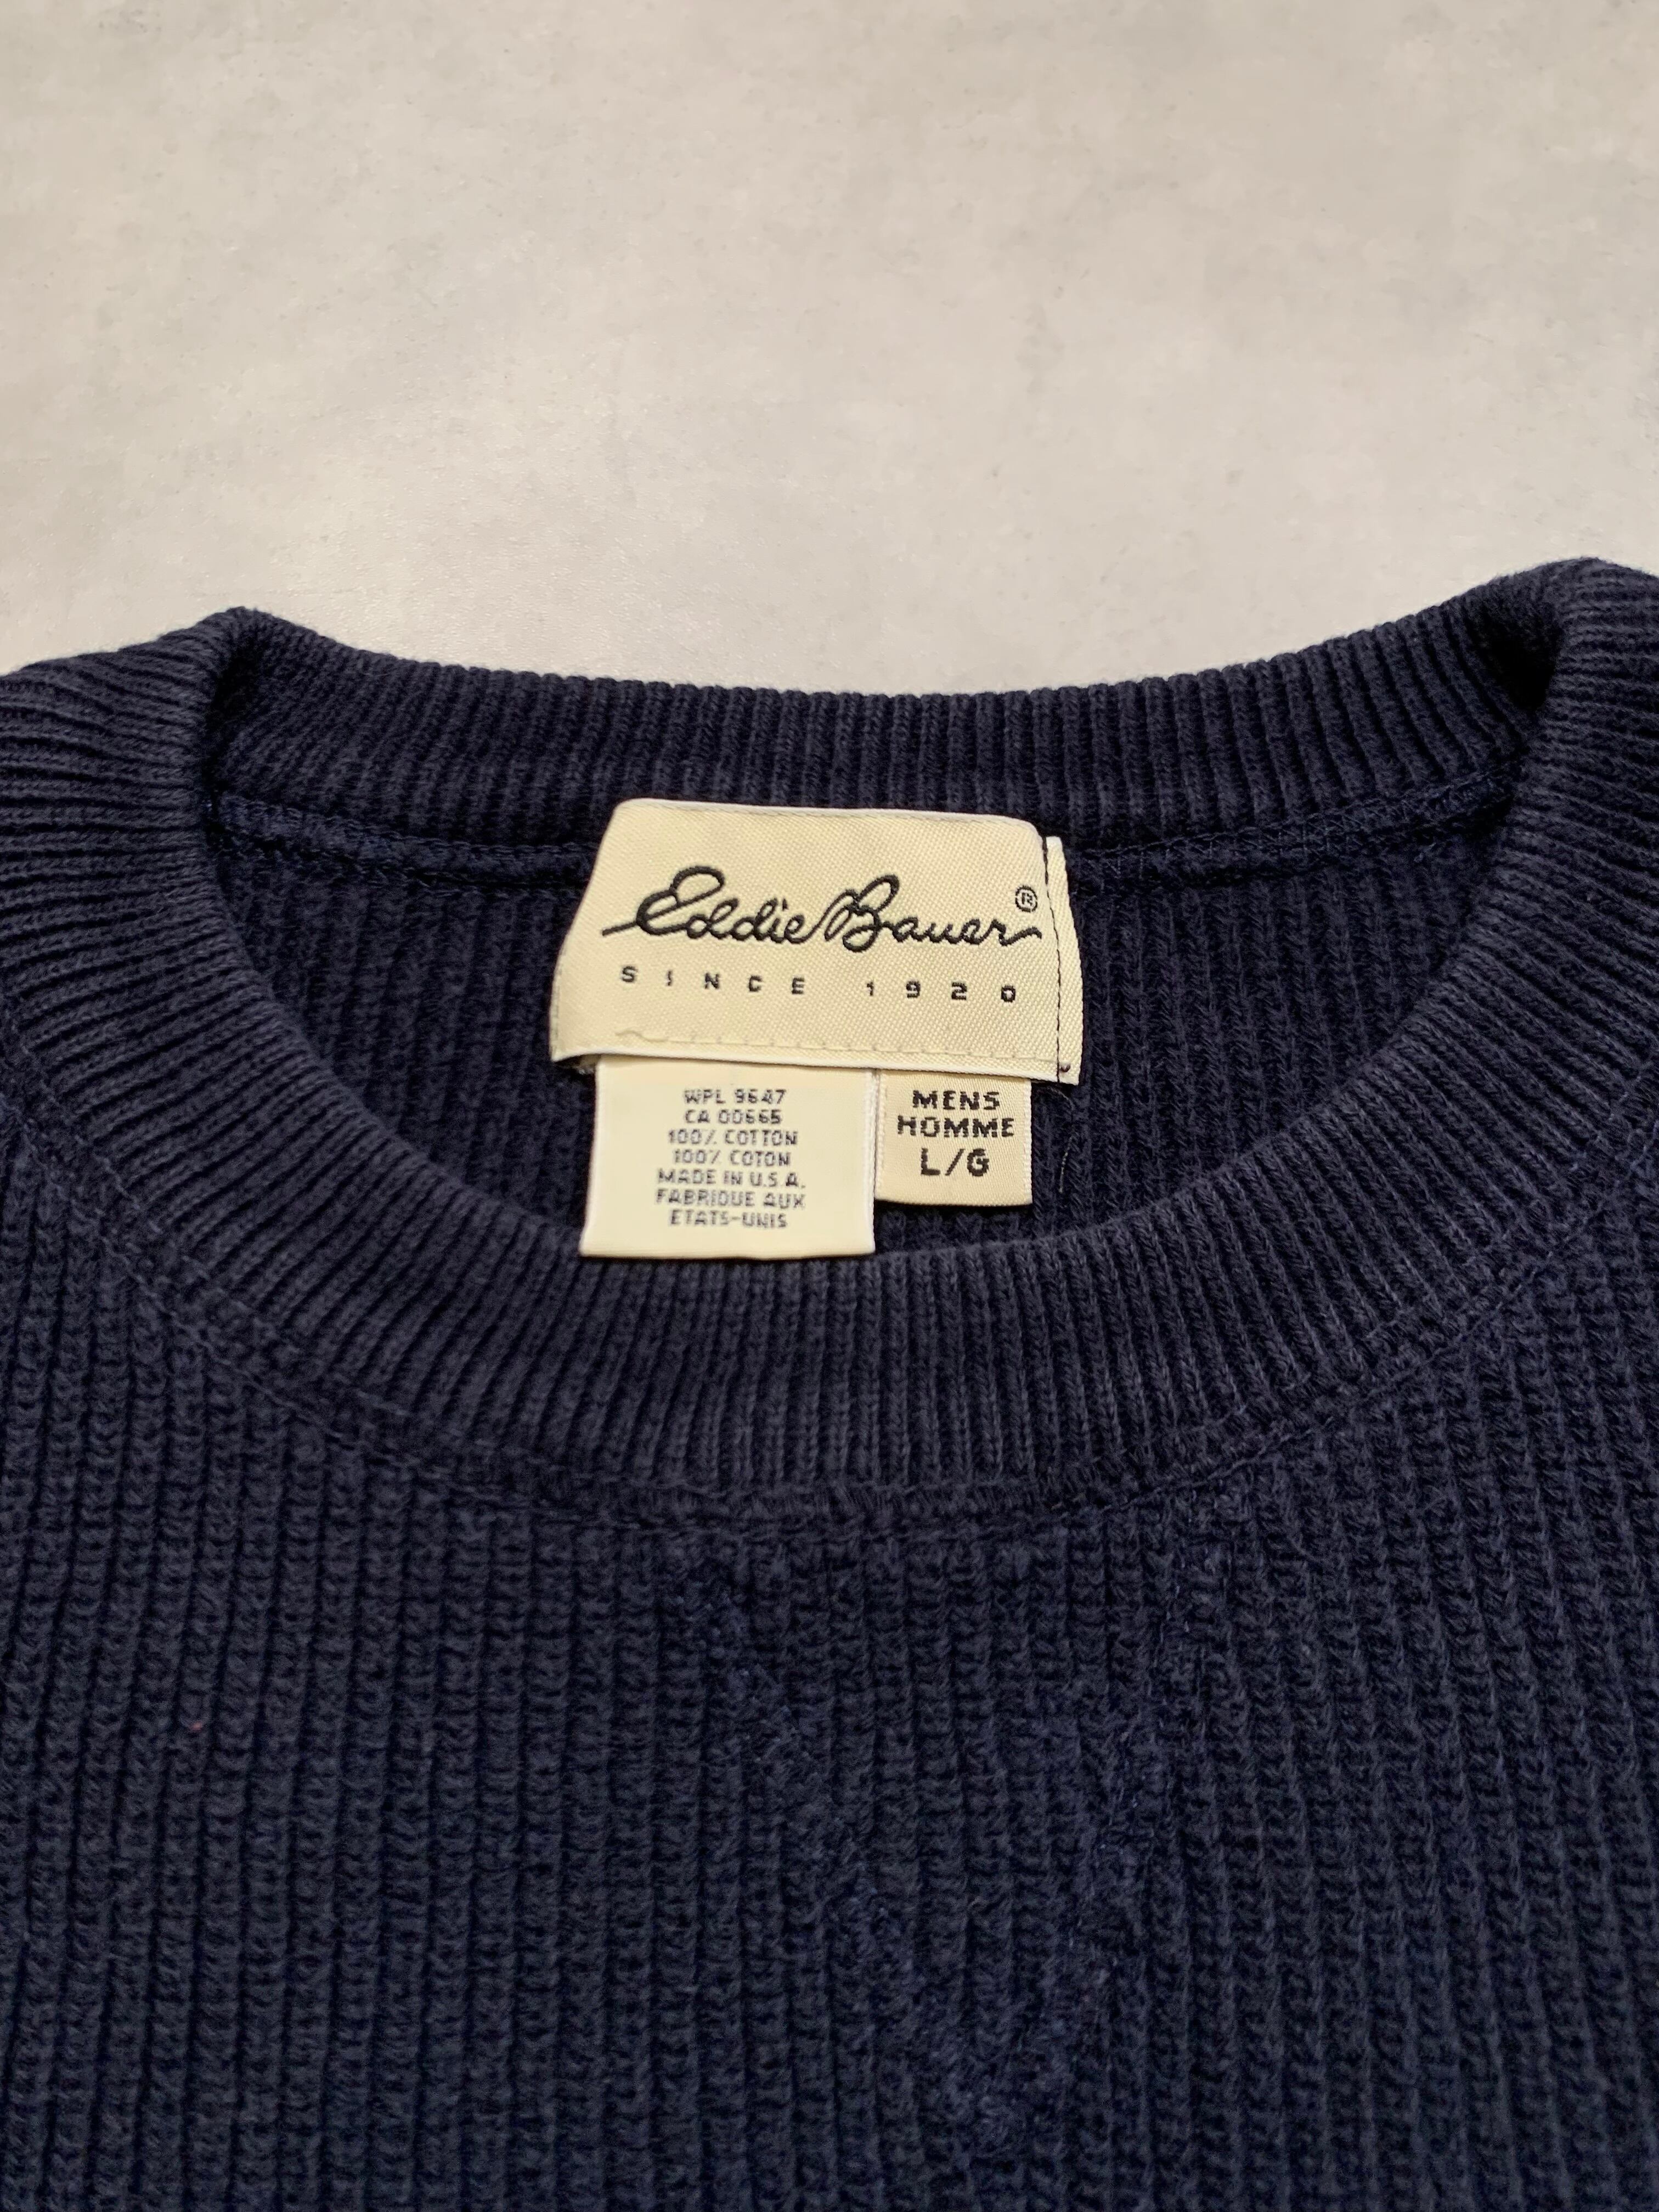 Eddie Bauer®
SINCE 1920
WPL 9647
CA 00665
100% COTTON
100% COTON
MADE IN U.S.A.
FABRIQUE AUX
ETATS-UNIS
MENS
HOMME
L/G